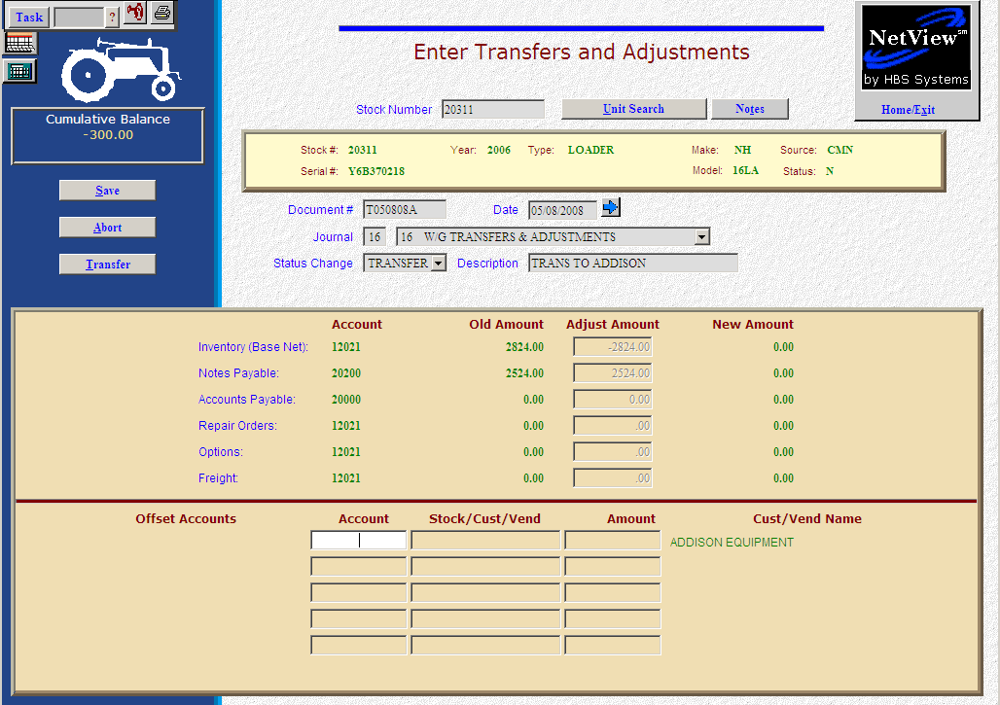 Task ?
Enter Transfers and Adjustments
NetView SM
by HBS Systems
Home/Exit
Stock Number 20311 Unit Search Notes
Cumulative Balance
-300.00
Stock #: 20311 Year: 2006 Type: LOADER Make: NH Source: CMN
Serial #: Y6B370218 Model: 16LA Status: N
Save
Abort
Transfer
Document # T050808A Date 05/08/2008
Journal 16 16 W/G TRANSFERS & ADJUSTMENTS
Status Change TRANSFER Description TRANS TO ADDISON
Account Old Amount Adjust Amount New Amount
Inventory (Base Net): 12021 2824.00 -2824.00 0.00
Notes Payable: 20200 2524.00 2524.00 0.00
Accounts Payable: 20000 0.00 0.00 0.00
Repair Orders: 12021 0.00 .00 0.00
Options: 12021 0.00 .00 0.00
Freight: 12021 0.00 .00 0.00
Offset Accounts Account Stock/Cust/Vend Amount Cust/Vend Name
ADDISON EQUIPMENT